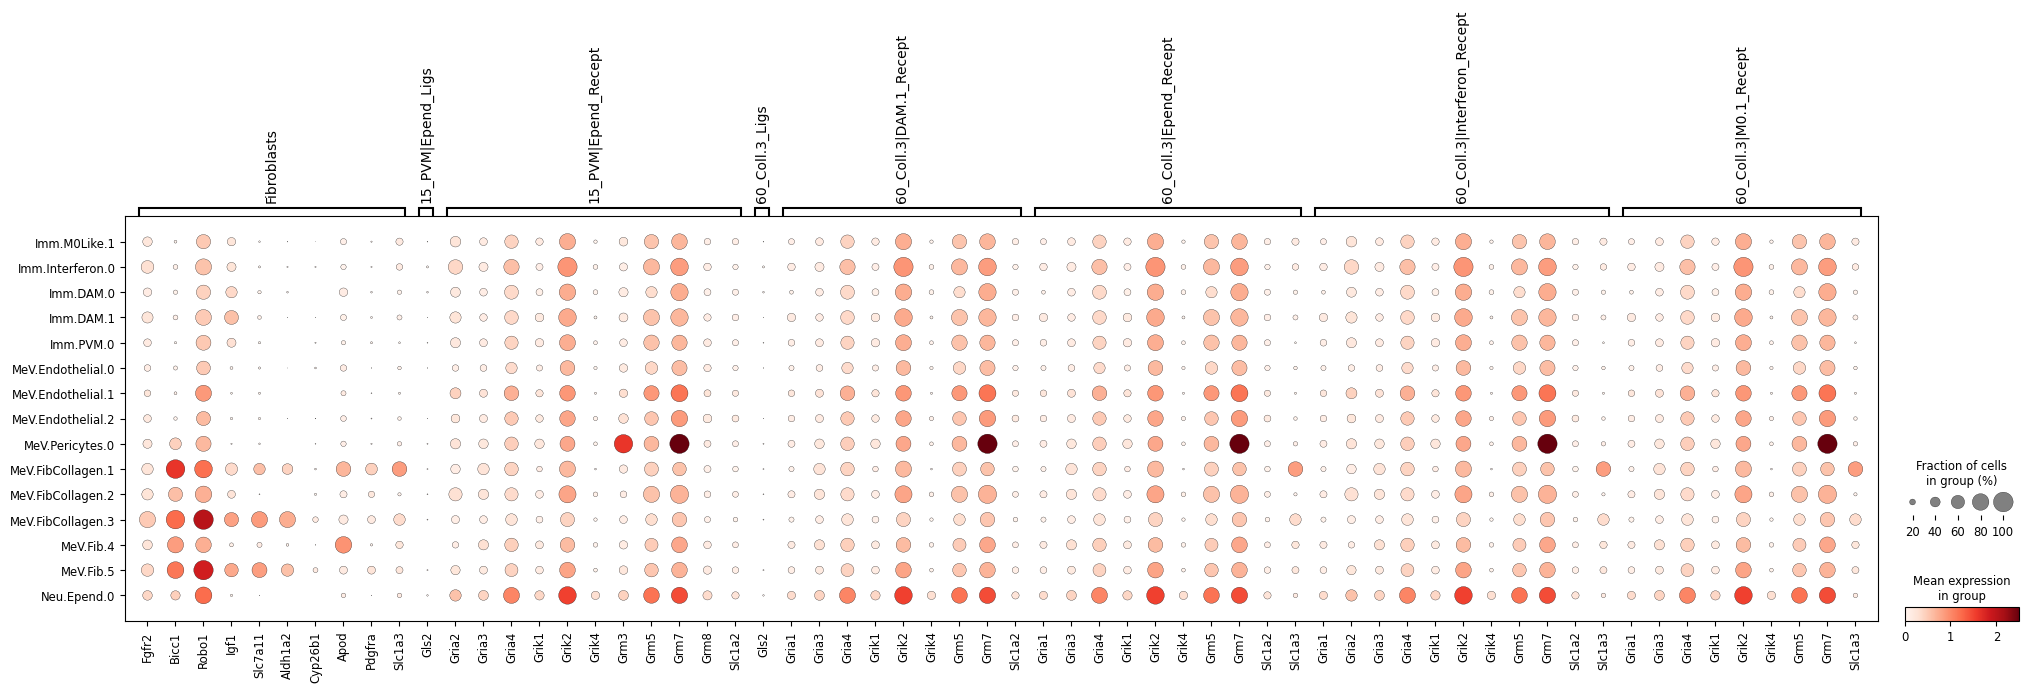 Fibroblasts
15_PVM|Epend_Ligs
15_PVM|Epend_Recept
60_Coll.3_Ligs
60_Coll.3|DAM.1_Recept
60_Coll.3|Epend_Recept
60_Coll.3|Interferon_Recept
60_Coll.3|M0.1_Recept
Imm.M0Like.1
Imm.Interferon.0
Imm.DAM.0
Imm.DAM.1
Imm.PVM.0
MeV.Endothelial.0
MeV.Endothelial.1
MeV.Endothelial.2
MeV.Pericytes.0
MeV.FibCollagen.1
MeV.FibCollagen.2
MeV.FibCollagen.3
MeV.Fib.4
MeV.Fib.5
Neu.Epend.0
Fgfr2
Bicc1
Robo1
Igf1
Slc7a11
Aldh1a2
Cyp26b1
Apod
Pdgfra
Slc1a3
Gls2
Gria2
Gria3
Gria4
Grik1
Grik2
Grik4
Grm3
Grm5
Grm7
Grm8
Slc1a2
Gls2
Gria1
Gria3
Gria4
Grik1
Grik2
Grik4
Grm5
Grm7
Slc1a2
Gria1
Gria3
Gria4
Grik1
Grik2
Grik4
Grm5
Grm7
Slc1a2
Slc1a3
Gria1
Gria2
Gria3
Gria4
Grik1
Grik2
Grik4
Grm5
Grm7
Slc1a2
Slc1a3
Gria1
Gria3
Gria4
Grik1
Grik2
Grik4
Grm5
Grm7
Slc1a3
Fraction of cells
in group (%)
20 40 60 80 100
Mean expression
in group
0 1 2